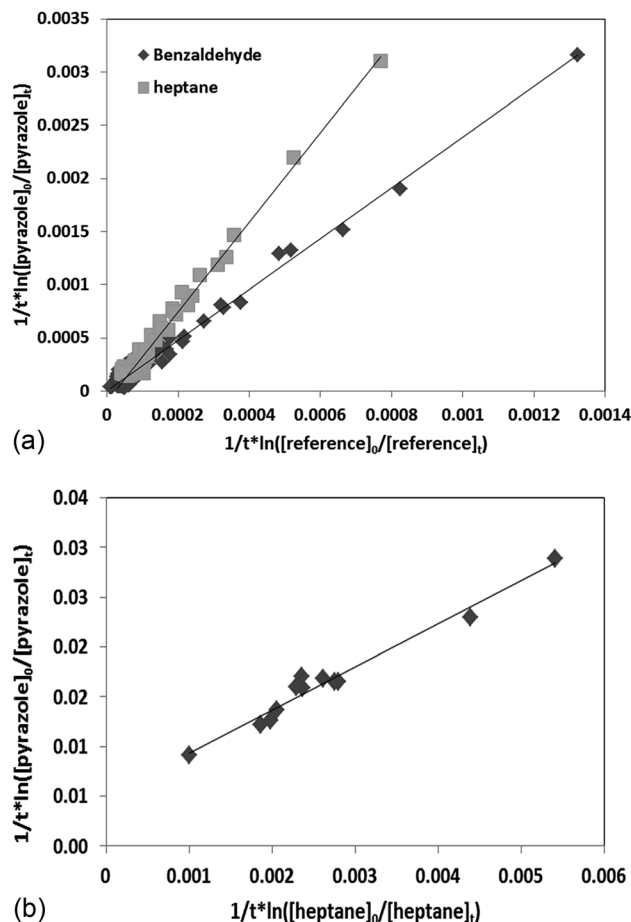 0.0035
0.003
0.0025
0.002
0.0015
0.001
0.0005
0
1/t*ln([pyrazole]₀/[pyrazole]ₜ)
Benzaldehyde
heptane
0 0.0002 0.0004 0.0006 0.0008 0.001 0.0012 0.0014
(a) 1/t*ln([reference]₀/[reference]ₜ)
0.04
0.03
0.03
0.02
0.02
0.01
0.01
0.00
1/t*ln([pyrazole]₀/[pyrazole]ₜ)
0 0.001 0.002 0.003 0.004 0.005 0.006
(b) 1/t*ln([heptane]₀/[heptane]ₜ)